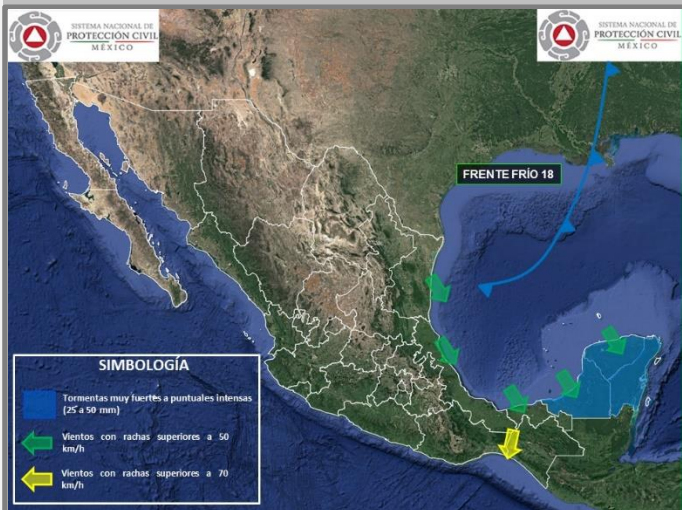 SISTEMA NACIONAL DE
PROTECCIÓN CIVIL
MÉXICO
SISTEMA NACIONAL DE
PROTECCIÓN CIVIL
MÉXICO
FRENTE FRÍO 18
SIMBOLOGÍA
Tormentas muy fuertes a puntuales intensas
(25 a 50 mm)
Vientos con rachas superiores a 50
km/h
Vientos con rachas superiores a 70
km/h